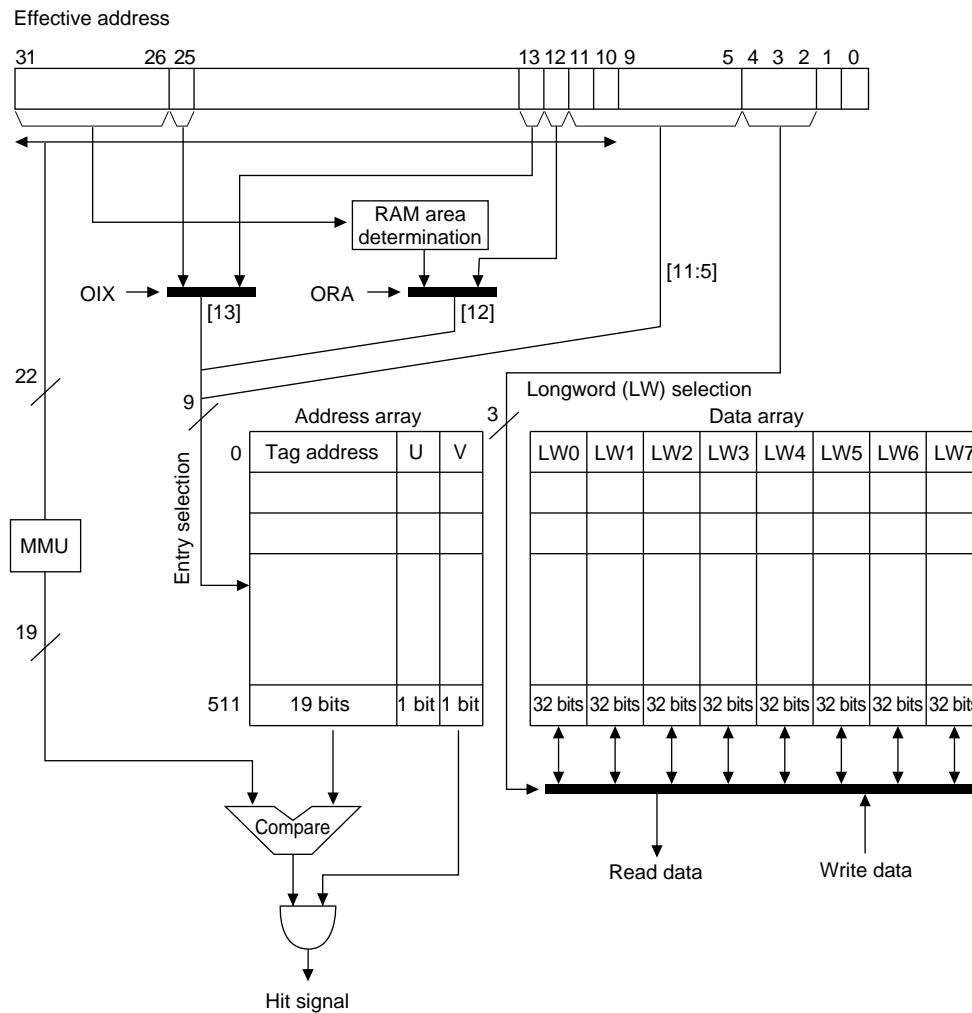 Effective address
31 26 25 13 12 11 10 9 5 4 3 2 1 0
RAM area
determination
[11:5]
OIX
ORA
[13]
[12]
22
Longword (LW) selection
9
3
Address array
Data array
Entry selection
0 Tag address U V
LW0 LW1 LW2 LW3 LW4 LW5 LW6 LW7
MMU
19
511 19 bits 1 bit 1 bit
32 bits 32 bits 32 bits 32 bits 32 bits 32 bits 32 bits 32 bits
Compare
Read data
Write data
Hit signal